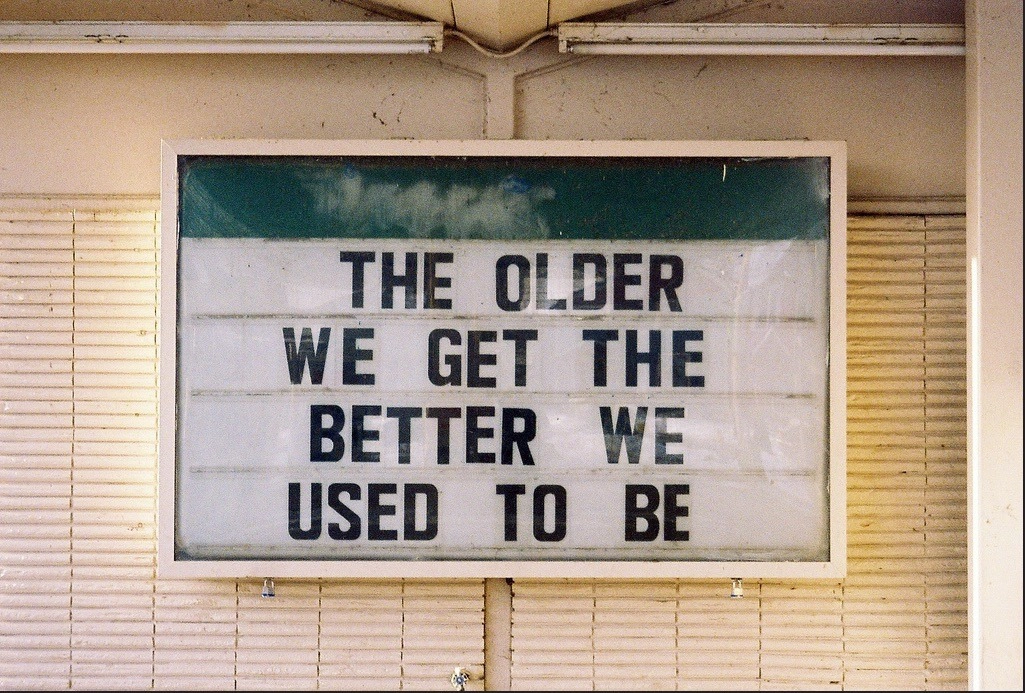 THE OLDER
WE GET THE
BETTER WE
USED TO BE